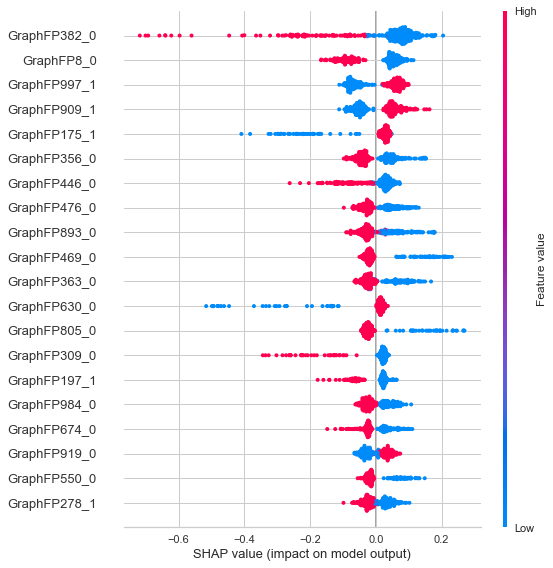 High
GraphFP382_0
GraphFP8_0
GraphFP997_1
GraphFP909_1
GraphFP175_1
GraphFP356_0
GraphFP446_0
GraphFP476_0
GraphFP893_0
GraphFP469_0
GraphFP363_0
GraphFP630_0
GraphFP805_0
GraphFP309_0
GraphFP197_1
GraphFP984_0
GraphFP674_0
GraphFP919_0
GraphFP550_0
GraphFP278_1
Feature value
Low
−0.6 −0.4 −0.2 0.0 0.2
SHAP value (impact on model output)